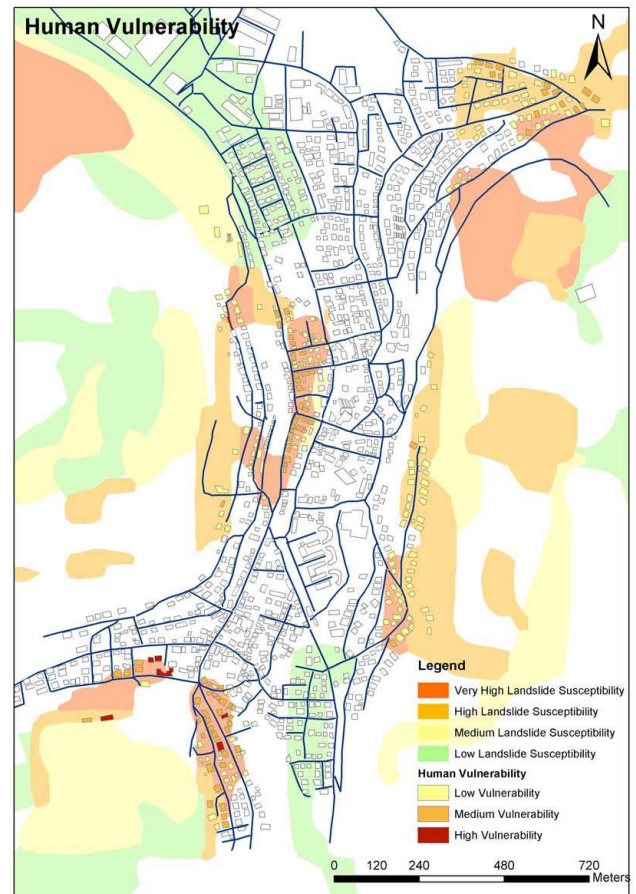 Human Vulnerability
N
Legend
Very High Landslide Susceptibility
High Landslide Susceptibility
Medium Landslide Susceptibility
Low Landslide Susceptibility
Human Vulnerability
Low Vulnerability
Medium Vulnerability
High Vulnerability
0 120 240 480 720
Meters